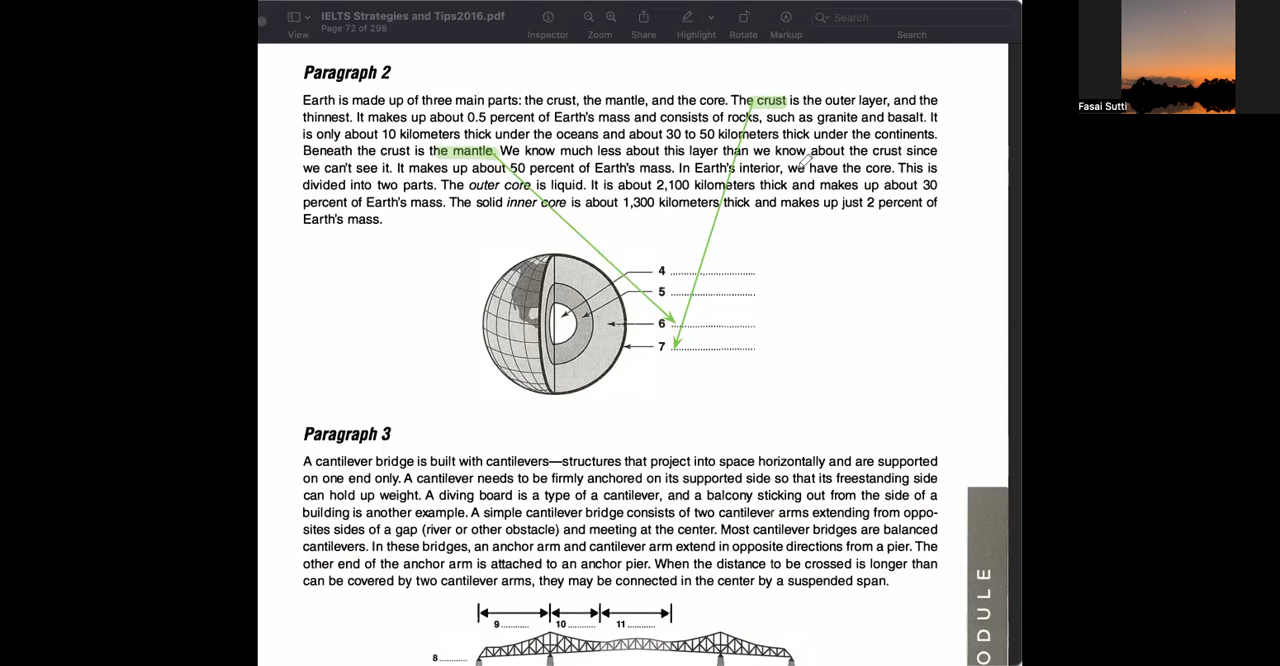 IELTS Strategies and Tips2016.pdf
Page 72 of 298
View
Inspector
Zoom
Share
Highlight
Rotate
Markup
Search
Search
Fasai Sutti
Paragraph 2
Earth is made up of three main parts: the crust, the mantle, and the core. The crust is the outer layer, and the
thinnest. It makes up about 0.5 percent of Earth's mass and consists of rocks, such as granite and basalt. It
is only about 10 kilometers thick under the oceans and about 30 to 50 kilometers thick under the continents.
Beneath the crust is the mantle. We know much less about this layer than we know about the crust since
we can't see it. It makes up about 50 percent of Earth's mass. In Earth's interior, we have the core. This is
divided into two parts. The outer core is liquid. It is about 2,100 kilometers thick and makes up about 30
percent of Earth's mass. The solid inner core is about 1,300 kilometers thick and makes up just 2 percent of
Earth's mass.
4 ..............................
5 ..............................
6 ..............................
7 ..............................
Paragraph 3
A cantilever bridge is built with cantilevers—structures that project into space horizontally and are supported
on one end only. A cantilever needs to be firmly anchored on its supported side so that its freestanding side
can hold up weight. A diving board is a type of a cantilever, and a balcony sticking out from the side of a
building is another example. A simple cantilever bridge consists of two cantilever arms extending from oppo-
sites sides of a gap (river or other obstacle) and meeting at the center. Most cantilever bridges are balanced
cantilevers. In these bridges, an anchor arm and cantilever arm extend in opposite directions from a pier. The
other end of the anchor arm is attached to an anchor pier. When the distance to be crossed is longer than
can be covered by two cantilever arms, they may be connected in the center by a suspended span.
9 ........... 10 ........... 11 ...........
8 ...........
ODULE